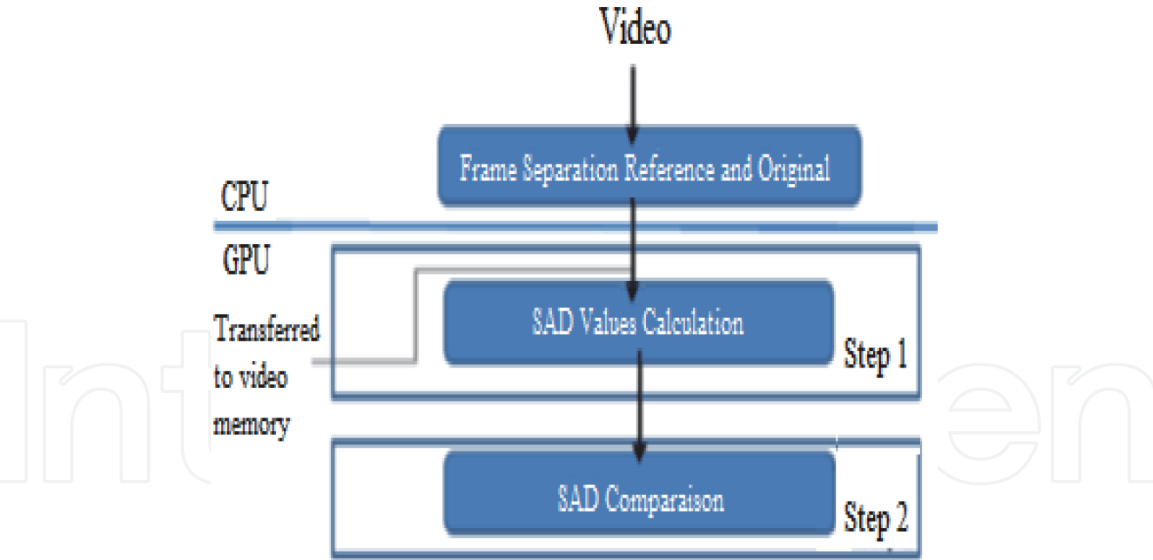 Video
Frame Separation Reference and Original
CPU
GPU
SAD Values Calculation
Transferred
to video
memory
Step 1
SAD Comparaison
Step 2
Inten